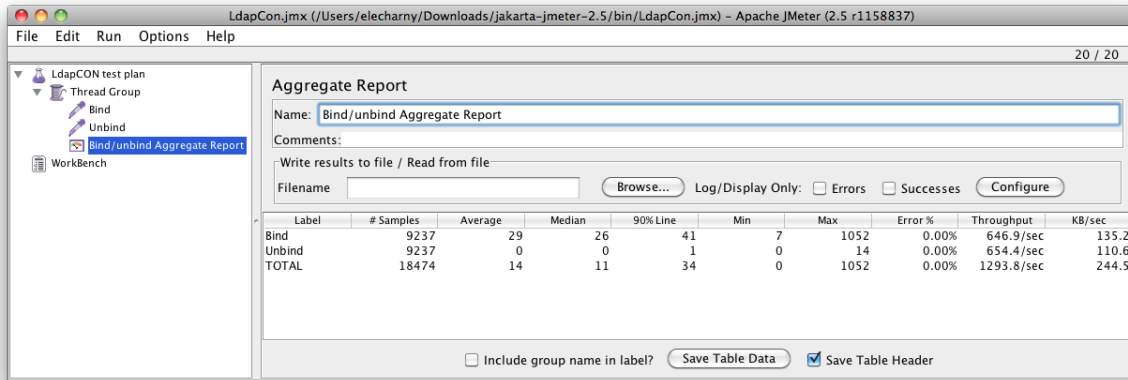 LdapCon.jmx (/Users/elecharny/Downloads/jakarta-jmeter-2.5/bin/LdapCon.jmx) – Apache JMeter (2.5 r1158837)
File Edit Run Options Help
20 / 20
LdapCON test plan
Thread Group
Bind
Unbind
Bind/unbind Aggregate Report
WorkBench
Aggregate Report
Name: Bind/unbind Aggregate Report
Comments:
Write results to file / Read from file
Filename Browse... Log/Display Only: Errors Successes Configure
Label # Samples Average Median 90% Line Min Max Error % Throughput KB/sec
Bind 9237 29 26 41 7 1052 0.00% 646.9/sec 135.2
Unbind 9237 0 0 1 0 14 0.00% 654.4/sec 110.6
TOTAL 18474 14 11 34 0 1052 0.00% 1293.8/sec 244.5
Include group name in label? Save Table Data Save Table Header